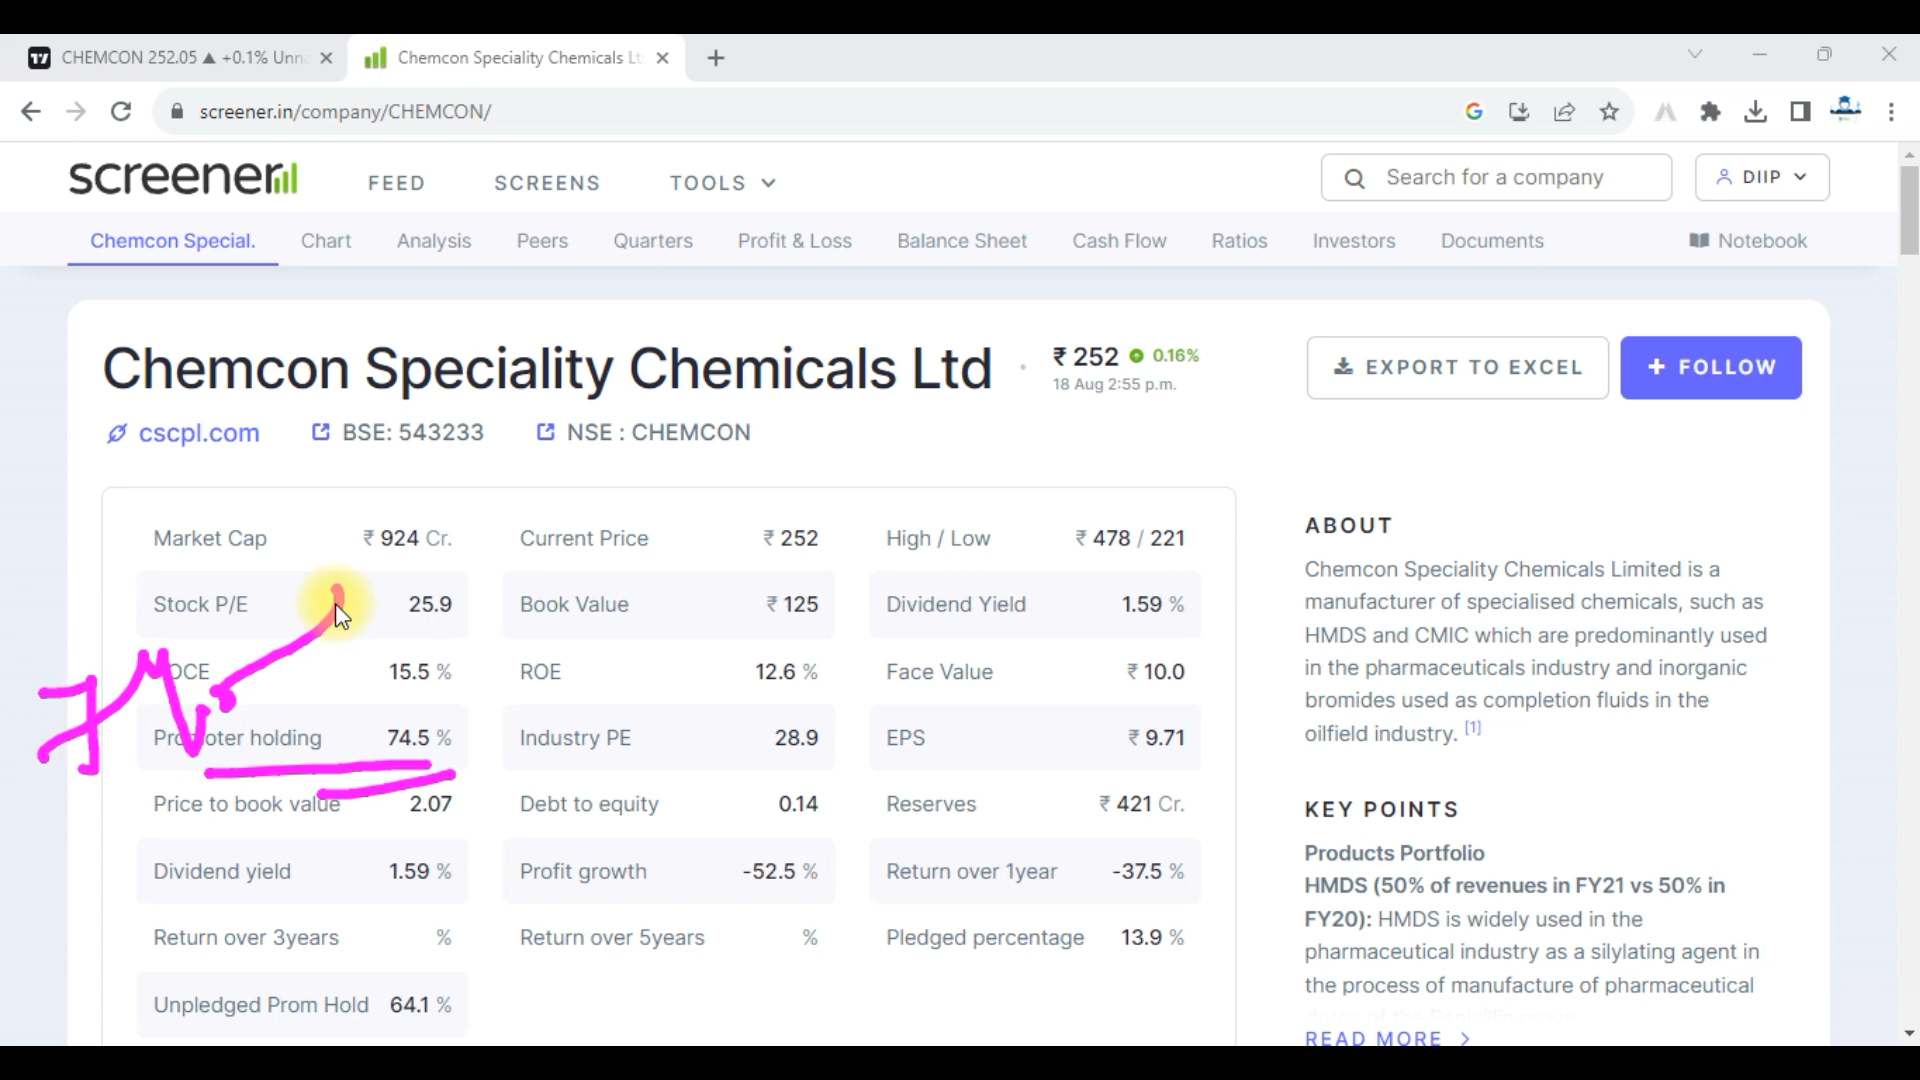 CHEMCON 252.05 ▲ +0.1% Unn
Chemcon Speciality Chemicals Lt
screener.in/company/CHEMCON/
screener
FEED
SCREENS
TOOLS
Search for a company
DIIP
Chemcon Special.
Chart
Analysis
Peers
Quarters
Profit & Loss
Balance Sheet
Cash Flow
Ratios
Investors
Documents
Notebook
Chemcon Speciality Chemicals Ltd
₹ 252 0.16%
18 Aug 2:55 p.m.
EXPORT TO EXCEL
+ FOLLOW
cscpl.com
BSE: 543233
NSE : CHEMCON
Market Cap ₹ 924 Cr.
Current Price ₹ 252
High / Low ₹ 478 / 221
Stock P/E 25.9
Book Value ₹ 125
Dividend Yield 1.59 %
OCE 15.5 %
ROE 12.6 %
Face Value ₹ 10.0
Promoter holding 74.5 %
Industry PE 28.9
EPS ₹ 9.71
Price to book value 2.07
Debt to equity 0.14
Reserves ₹ 421 Cr.
Dividend yield 1.59 %
Profit growth -52.5 %
Return over 1year -37.5 %
Return over 3years %
Return over 5years %
Pledged percentage 13.9 %
Unpledged Prom Hold 64.1 %
ABOUT
Chemcon Speciality Chemicals Limited is a
manufacturer of specialised chemicals, such as
HMDS and CMIC which are predominantly used
in the pharmaceuticals industry and inorganic
bromides used as completion fluids in the
oilfield industry. [1]
KEY POINTS
Products Portfolio
HMDS (50% of revenues in FY21 vs 50% in
FY20): HMDS is widely used in the
pharmaceutical industry as a silylating agent in
the process of manufacture of pharmaceutical
READ MORE >